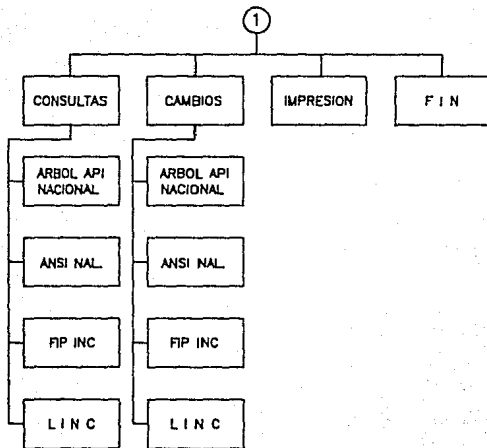 1
CONSULTAS
CAMBIOS
IMPRESION
F I N
ARBOL API
NACIONAL
ARBOL API
NACIONAL
ANSI NAL.
ANSI NAL.
FIP INC
FIP INC
L I N C
L I N C